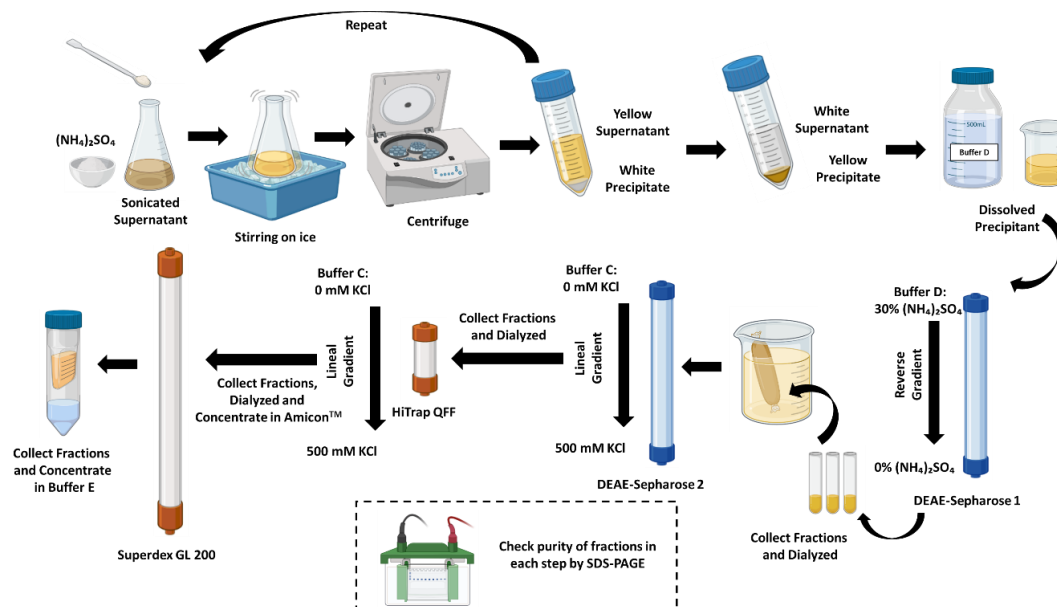 Repeat
(NH₄)₂SO₄
Sonicated
Supernatant
Stirring on ice
Centrifuge
Yellow
Supernatant
White
Precipitate
White
Supernatant
Yellow
Precipitate
500mL
Buffer D
Dissolved
Precipitant
Buffer D:
30% (NH₄)₂SO₄
Reverse
Gradient
0% (NH₄)₂SO₄
DEAE-Sepharose 1
Collect Fractions
and Dialyzed
Buffer C:
0 mM KCl
Lineal
Gradient
500 mM KCl
DEAE-Sepharose 2
Collect Fractions
and Dialyzed
HiTrap QFF
Buffer C:
0 mM KCl
Lineal
Gradient
500 mM KCl
Collect Fractions,
Dialyzed and
Concentrate in Amicon™
Superdex GL 200
Collect Fractions
and Concentrate
in Buffer E
Check purity of fractions in
each step by SDS-PAGE